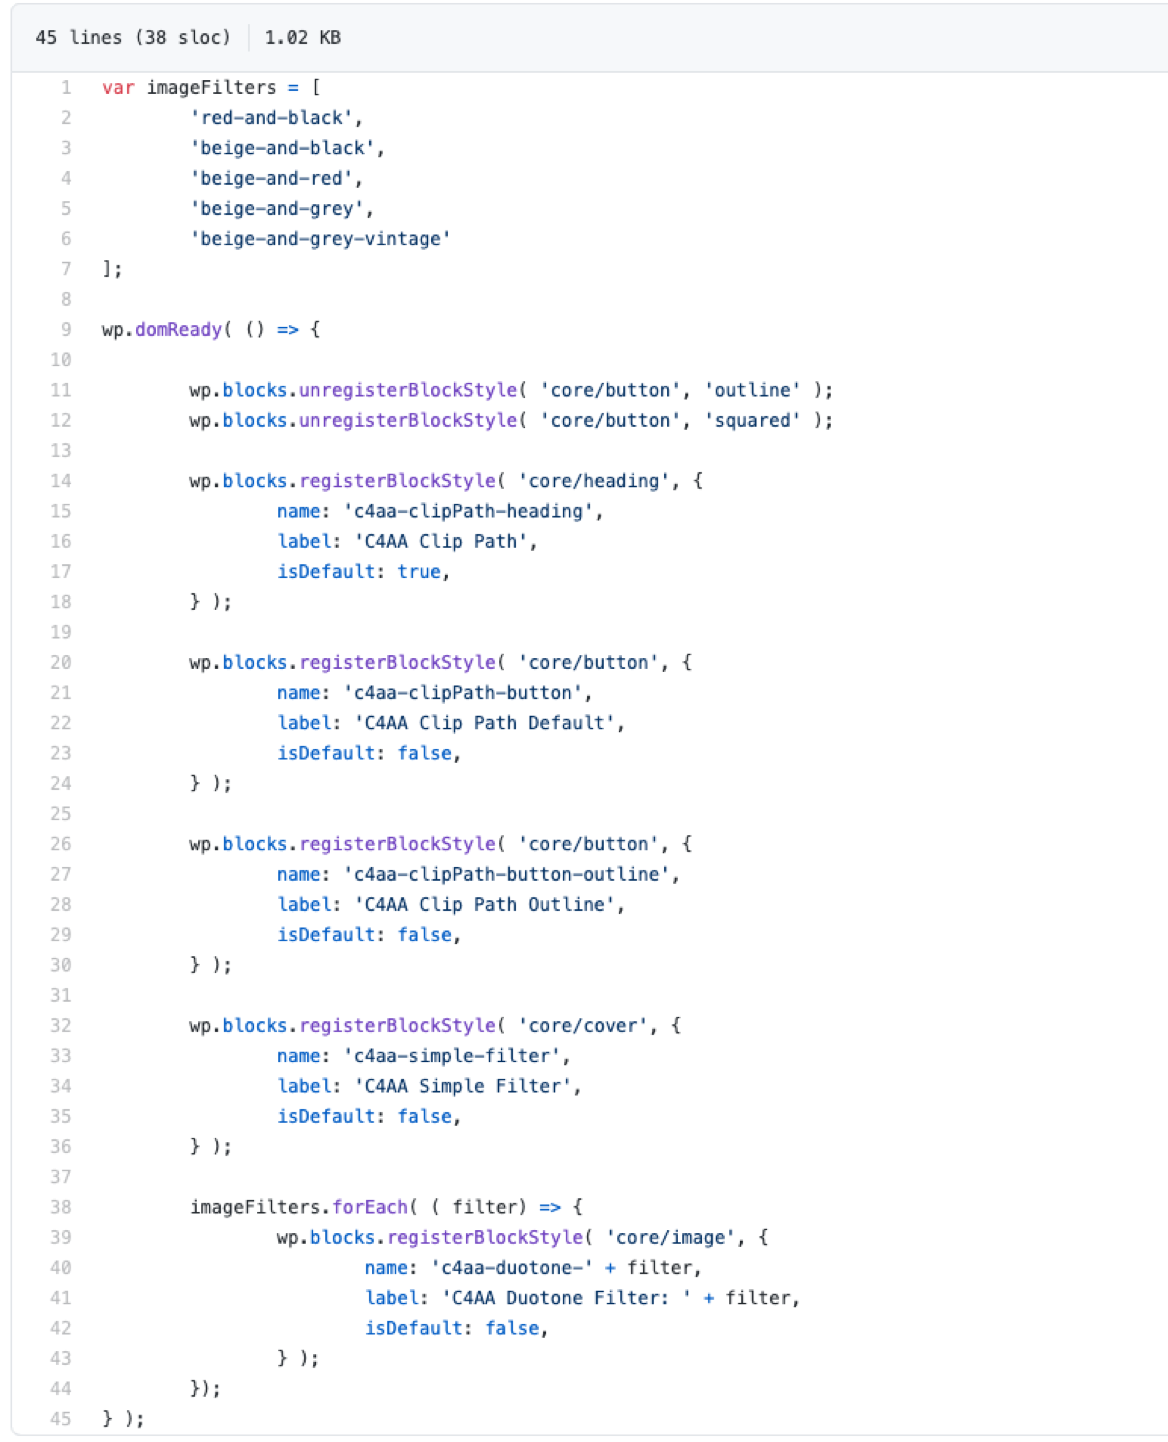 45 lines (38 sloc) 1.02 KB
1 var imageFilters = [
2 'red-and-black',
3 'beige-and-black',
4 'beige-and-red',
5 'beige-and-grey',
6 'beige-and-grey-vintage'
7 ];
8
9 wp.domReady( () => {
10
11 wp.blocks.unregisterBlockStyle( 'core/button', 'outline' );
12 wp.blocks.unregisterBlockStyle( 'core/button', 'squared' );
13
14 wp.blocks.registerBlockStyle( 'core/heading', {
15 name: 'c4aa-clipPath-heading',
16 label: 'C4AA Clip Path',
17 isDefault: true,
18 } );
19
20 wp.blocks.registerBlockStyle( 'core/button', {
21 name: 'c4aa-clipPath-button',
22 label: 'C4AA Clip Path Default',
23 isDefault: false,
24 } );
25
26 wp.blocks.registerBlockStyle( 'core/button', {
27 name: 'c4aa-clipPath-button-outline',
28 label: 'C4AA Clip Path Outline',
29 isDefault: false,
30 } );
31
32 wp.blocks.registerBlockStyle( 'core/cover', {
33 name: 'c4aa-simple-filter',
34 label: 'C4AA Simple Filter',
35 isDefault: false,
36 } );
37
38 imageFilters.forEach( ( filter) => {
39 wp.blocks.registerBlockStyle( 'core/image', {
40 name: 'c4aa-duotone-' + filter,
41 label: 'C4AA Duotone Filter: ' + filter,
42 isDefault: false,
43 } );
44 });
45 } );